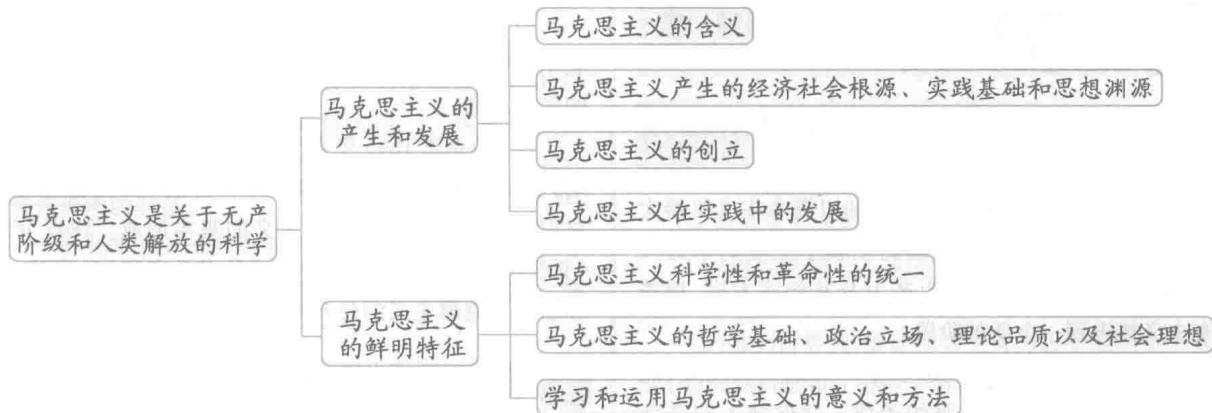 马克思主义是关于无产
阶级和人类解放的科学
马克思主义的
产生和发展
马克思主义的含义
马克思主义产生的经济社会根源、实践基础和思想渊源
马克思主义的创立
马克思主义在实践中的发展
马克思主义
的鲜明特征
马克思主义科学性和革命性的统一
马克思主义的哲学基础、政治立场、理论品质以及社会理想
学习和运用马克思主义的意义和方法